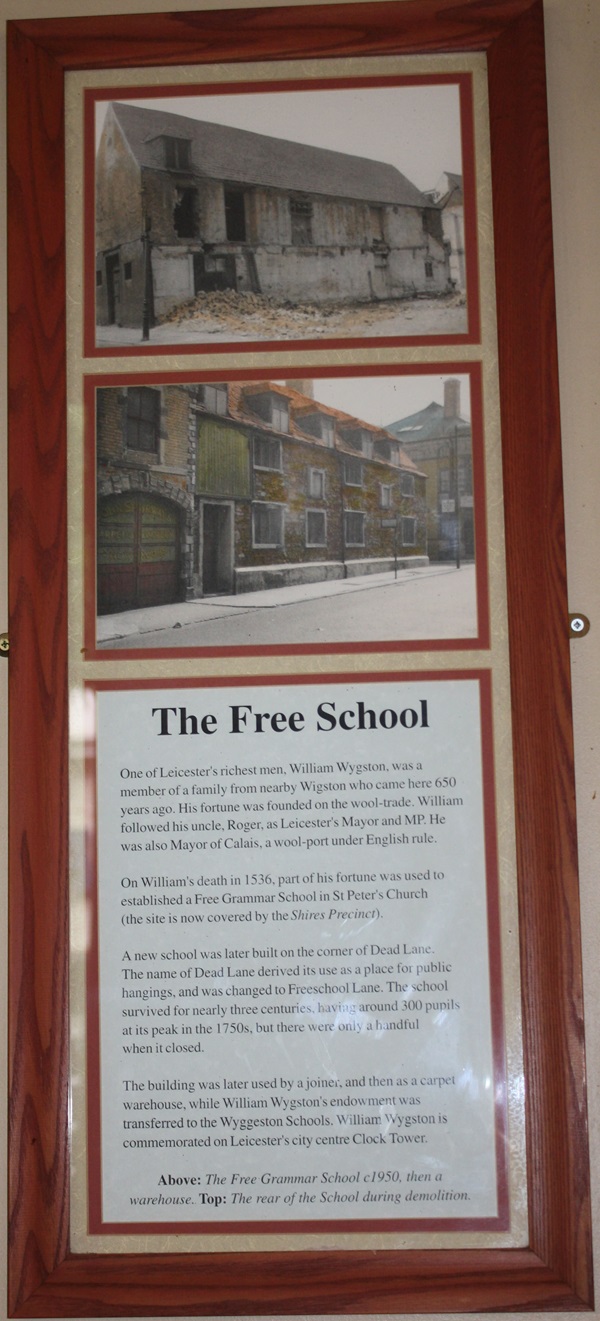 The Free School
One of Leicester's richest men, William Wygston, was a
member of a family from nearby Wigston who came here 650
years ago. His fortune was founded on the wool-trade. William
followed his uncle, Roger, as Leicester's Mayor and MP. He
was also Mayor of Calais, a wool-port under English rule.
On William's death in 1536, part of his fortune was used to
established a Free Grammar School in St Peter's Church
(the site is now covered by the Shires Precinct).
A new school was later built on the corner of Dead Lane.
The name of Dead Lane derived its use as a place for public
hangings, and was changed to Freeschool Lane. The school
survived for nearly three centuries, having around 300 pupils
at its peak in the 1750s, but there were only a handful
when it closed.
The building was later used by a joiner, and then as a carpet
warehouse, while William Wygston's endowment was
transferred to the Wyggeston Schools. William Wygston is
commemorated on Leicester's city centre Clock Tower.
Above: The Free Grammar School c1950, then a
warehouse. Top: The rear of the School during demolition.